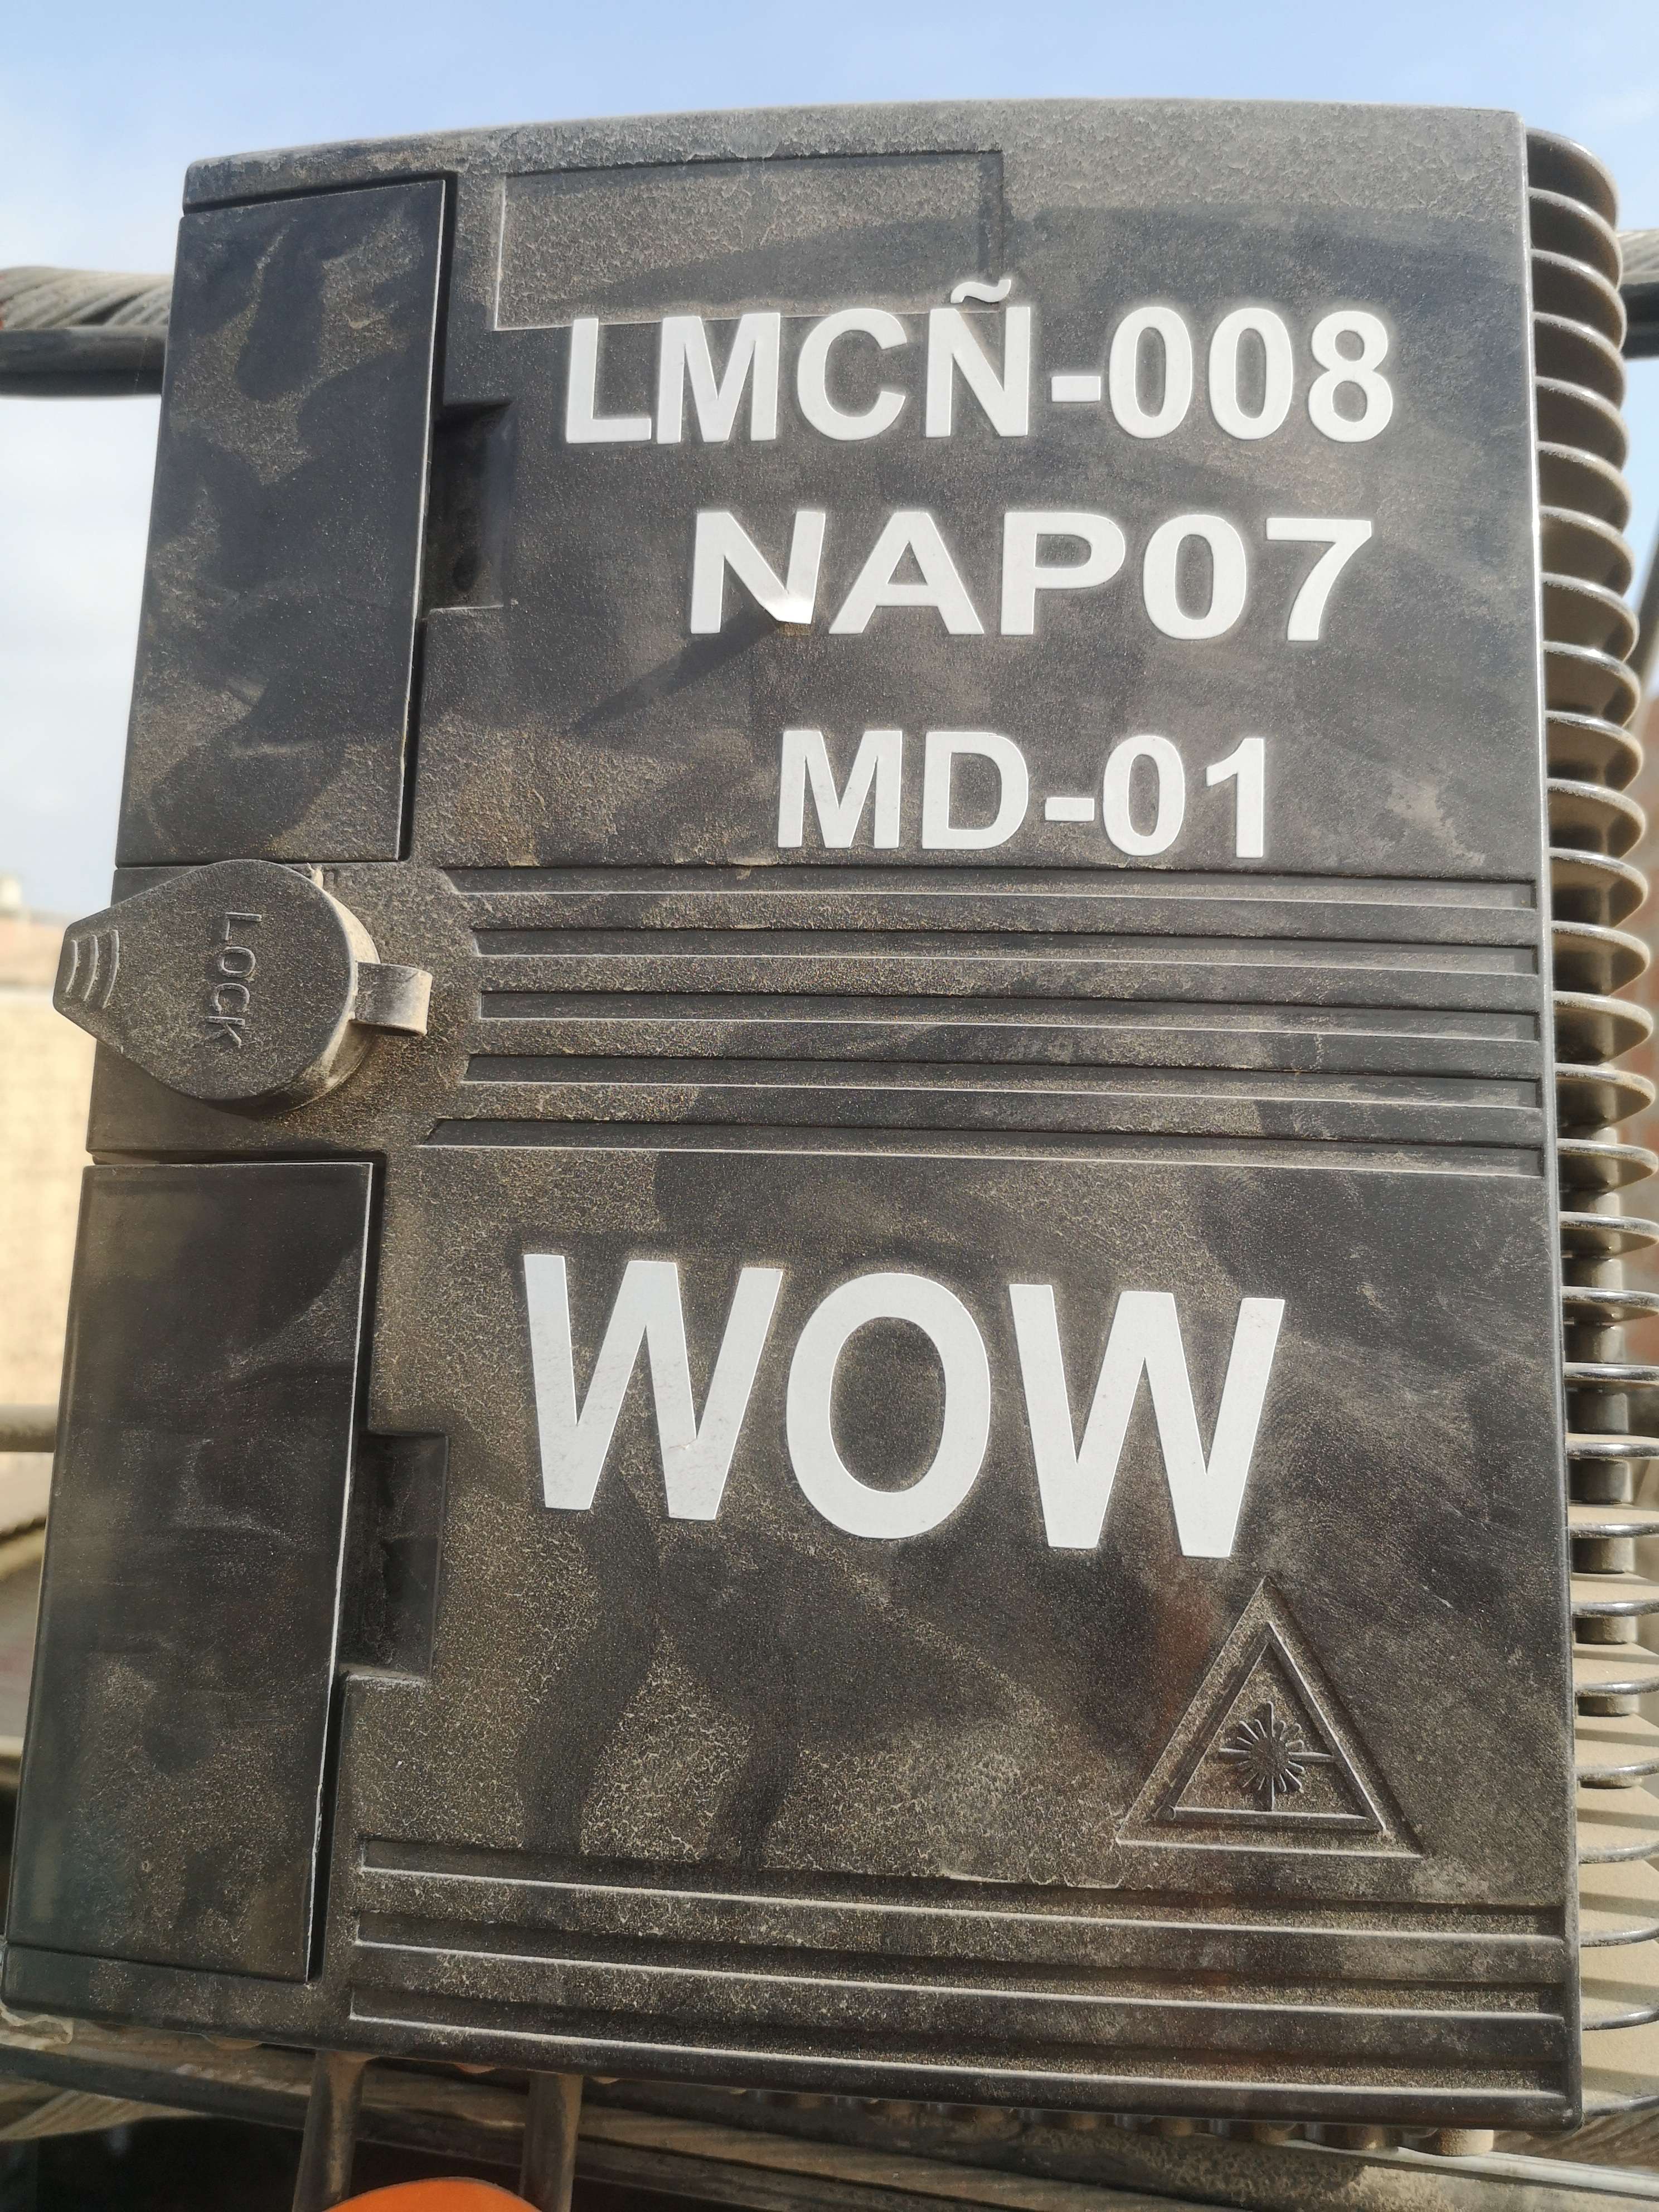 LMCÑ-008
NAP07
MD-01
LOCK
WOW